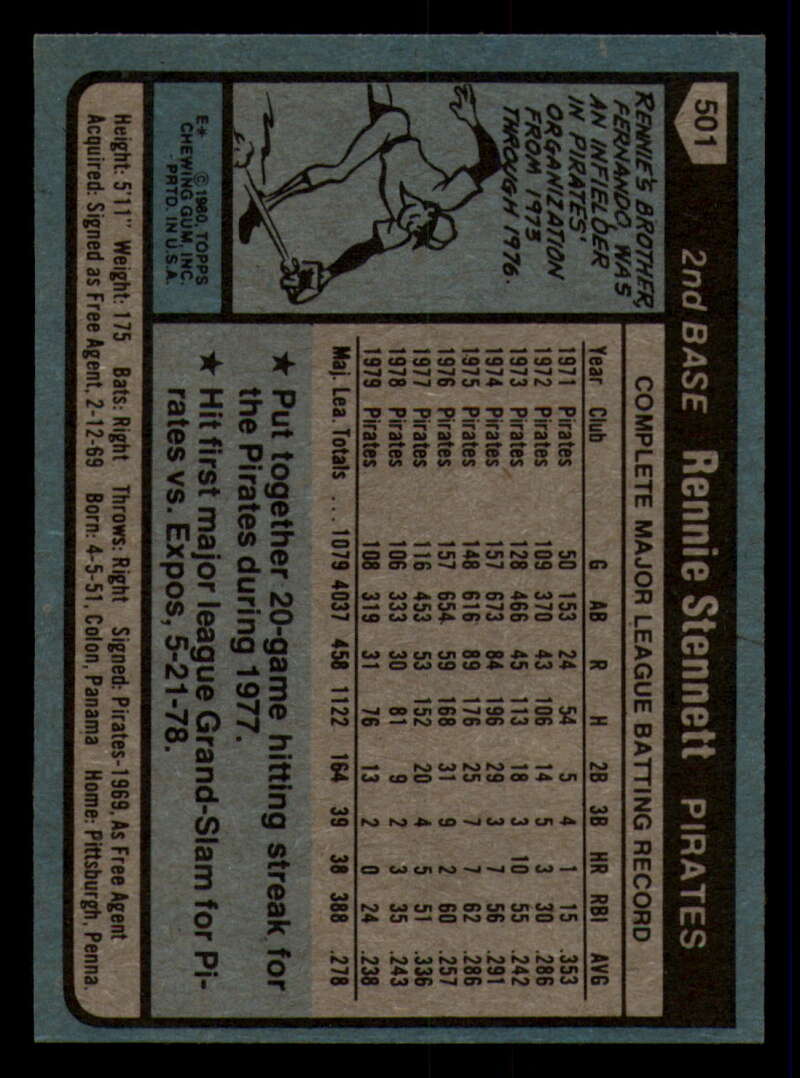 501
2nd BASE Rennie Stennett PIRATES
RENNIE'S BROTHER,
FERNANDO, WAS
AN INFIELDER
IN PIRATES'
ORGANIZATION
FROM 1973
THROUGH 1976.
E* © 1980 TOPPS
CHEWING GUM, INC.
PRTD. IN U.S.A.
COMPLETE MAJOR LEAGUE BATTING RECORD
Year Club G AB R H 2B 3B HR RBI AVG
1971 Pirates 50 153 24 54 5 4 1 15 .353
1972 Pirates 109 370 43 106 14 5 3 30 .286
1973 Pirates 128 466 45 113 18 3 10 55 .242
1974 Pirates 157 673 84 196 29 3 7 56 .291
1975 Pirates 148 616 89 176 25 7 7 62 .286
1976 Pirates 157 654 59 168 31 9 2 60 .257
1977 Pirates 116 453 53 152 20 4 5 51 .336
1978 Pirates 106 333 30 81 9 2 3 35 .243
1979 Pirates 108 319 31 76 13 2 0 24 .238
Maj. Lea. Totals ... 1079 4037 458 1122 164 39 38 388 .278
★ Put together 20-game hitting streak for
the Pirates during 1977.
★ Hit first major league Grand-Slam for Pi-
rates vs. Expos, 5-21-78.
Height: 5'11" Weight: 175 Bats: Right Throws: Right Signed: Pirates-1969, As Free Agent
Acquired: Signed as Free Agent, 2-12-69 Born: 4-5-51, Colon, Panama Home: Pittsburgh, Penna.